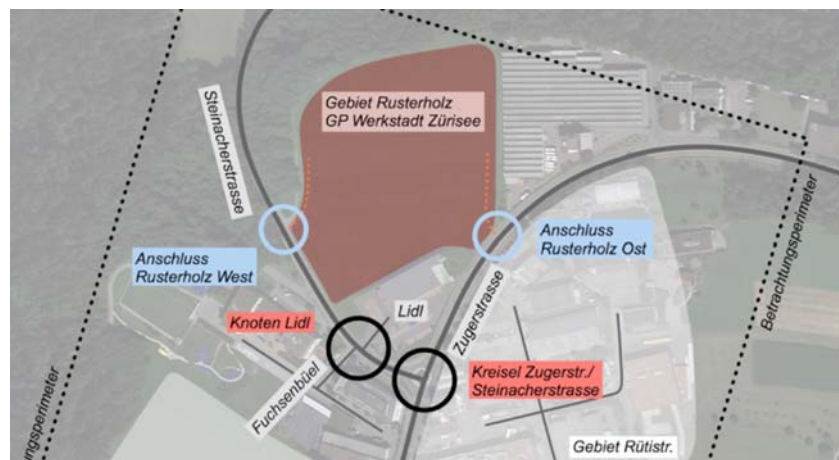 Steinacherstrasse
Gebiet Rusterholz
GP Werkstadt Zürisee
Anschluss
Rusterholz West
Anschluss
Rusterholz Ost
Betrachtungsperimeter
Knoten Lidl
Lidl
Zugerstrasse
Fuchsenbüel
Kreisel Zugerstr./
Steinacherstrasse
Gebiet Rütistr.
ungsperimeter